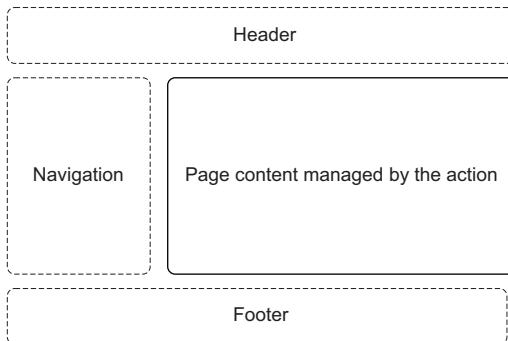 Header
Navigation
Page content managed by the action
Footer